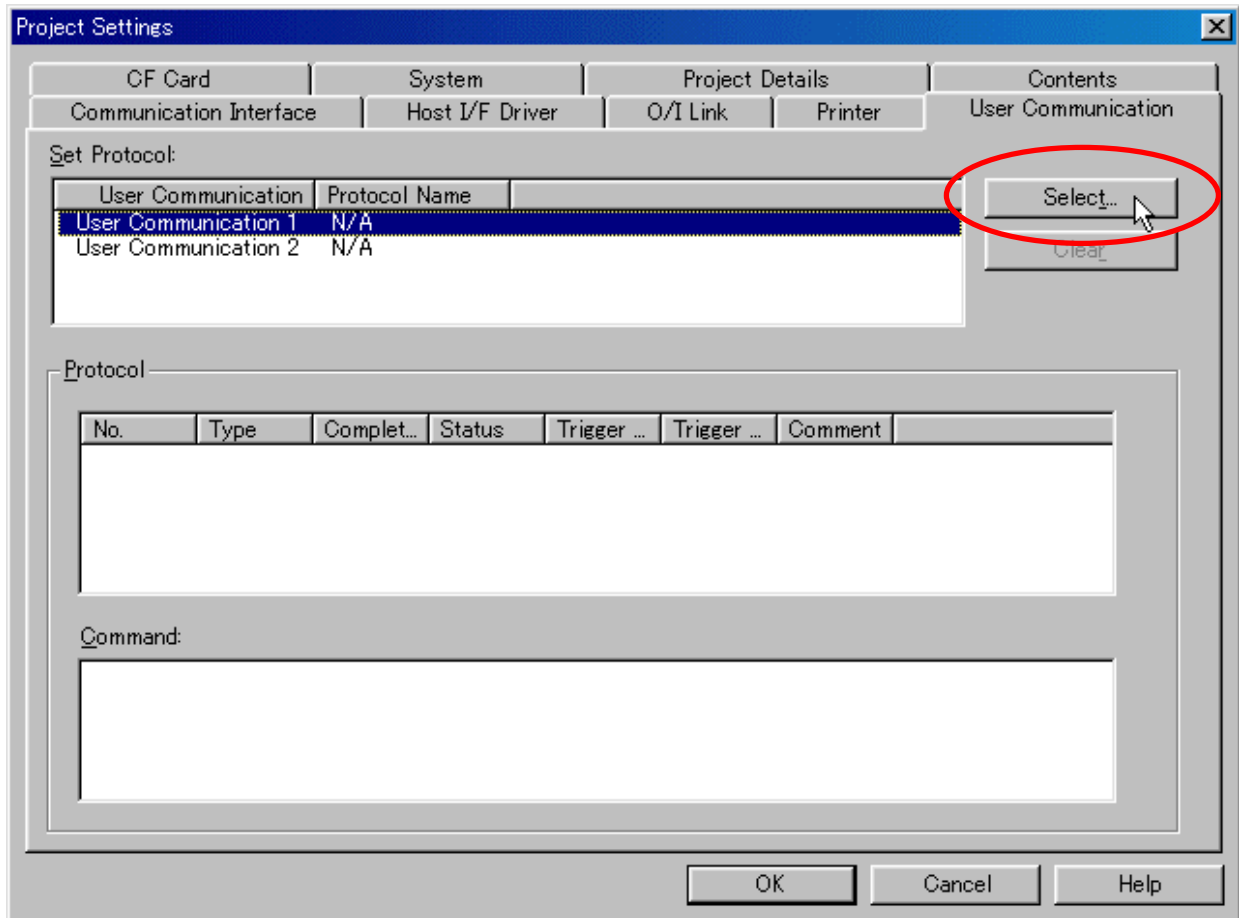 Project Settings
CF Card System Project Details Contents
Communication Interface Host I/F Driver O/I Link Printer User Communication
Set Protocol:
User Communication Protocol Name
Select...
User Communication 1 N/A
User Communication 2 N/A
Clear
Protocol
No. Type Complet... Status Trigger ... Trigger ... Comment
Command:
OK Cancel Help